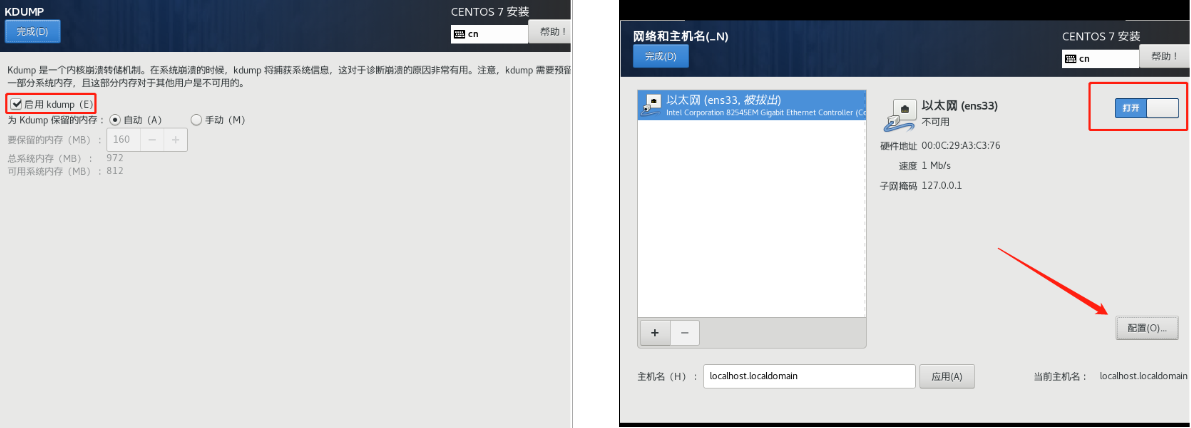 KDUMP
CENTOS 7 安装
完成(D)
cn
帮助！
Kdump 是一个内核崩溃转储机制。在系统崩溃的时候，kdump 将捕获系统信息，这对于诊断崩溃的原因非常有用。注意，kdump 需要预留
一部分系统内存，且这部分内存对于其他用户是不可用的。
启用 kdump（E）
为 Kdump 保留的内存：
自动（A）
手动（M）
要保留的内存（MB）：
160
−
+
总系统内存（MB）：
972
可用系统内存（MB）：
812
网络和主机名(_N)
CENTOS 7 安装
完成(D)
cn
帮助！
以太网 (ens33, 被拔出)
Intel Corporation 82545EM Gigabit Ethernet Controller (Co
以太网 (ens33)
不可用
打开
硬件地址 00:0C:29:A3:C3:76
速度 1 Mb/s
子网掩码 127.0.0.1
配置(O)...
+
−
主机名（H）：
localhost.localdomain
应用(A)
当前主机名：
localhost.localdomain